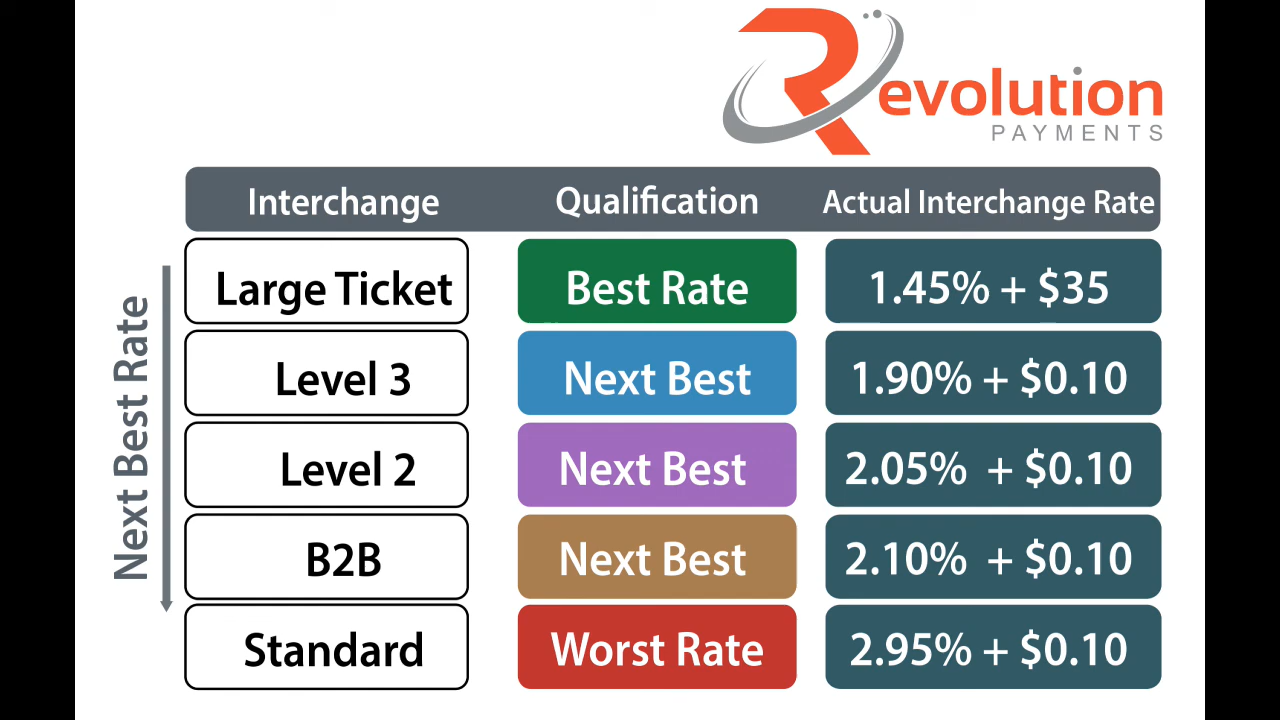 Revolution
PAYMENTS
Interchange Qualification Actual Interchange Rate
Next Best Rate
Large Ticket Best Rate 1.45% + $35
Level 3 Next Best 1.90% + $0.10
Level 2 Next Best 2.05% + $0.10
B2B Next Best 2.10% + $0.10
Standard Worst Rate 2.95% + $0.10